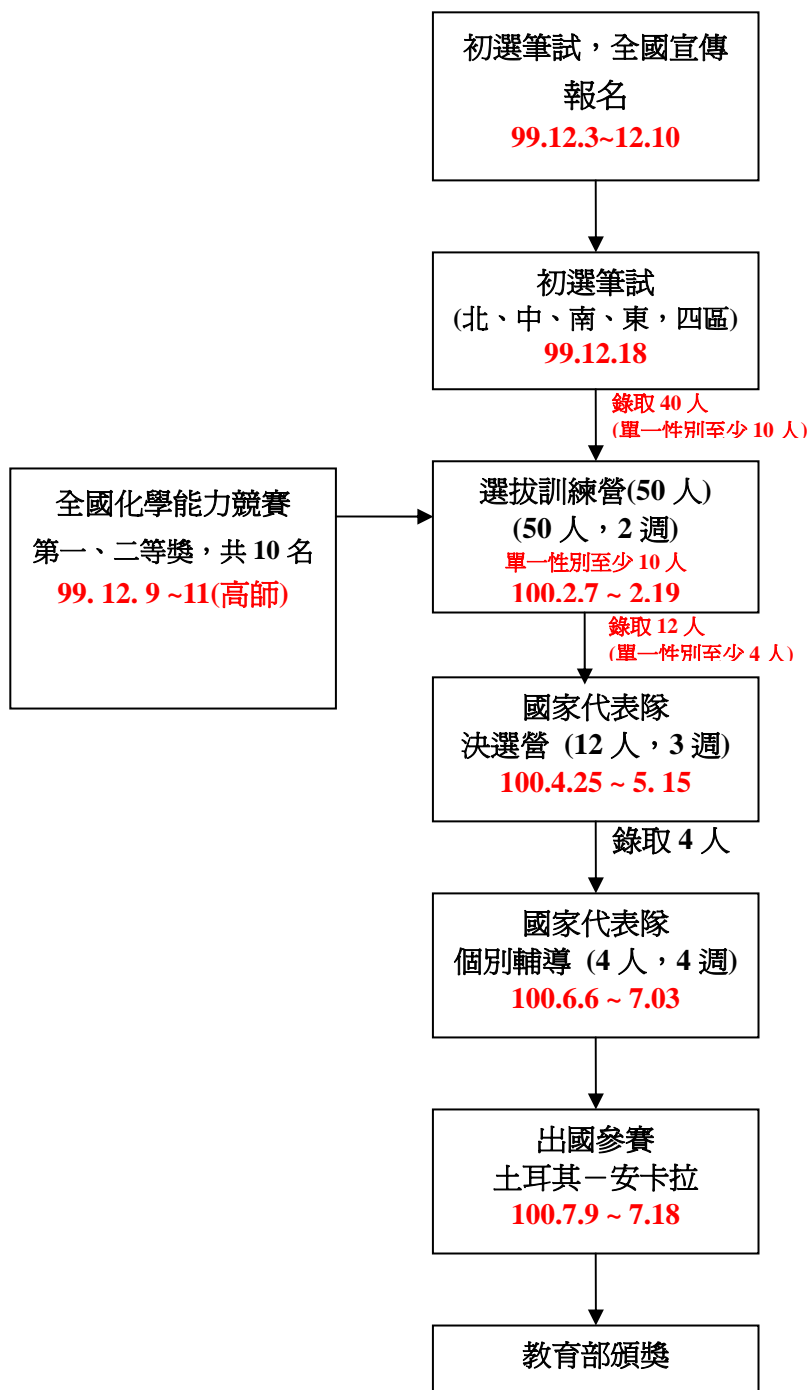 初選筆試，全國宣傳
報名
99.12.3~12.10
初選筆試
(北、中、南、東，四區)
99.12.18
錄取 40 人
(單一性別至少 10 人)
全國化學能力競賽
第一、二等獎，共 10 名
99. 12. 9 ~11(高師)
選拔訓練營(50 人)
(50 人，2 週)
單一性別至少 10 人
100.2.7 ~ 2.19
錄取 12 人
(單一性別至少 4 人)
國家代表隊
決選營 (12 人，3 週)
100.4.25 ~ 5. 15
錄取 4 人
國家代表隊
個別輔導 (4 人，4 週)
100.6.6 ~ 7.03
出國參賽
土耳其－安卡拉
100.7.9 ~ 7.18
教育部頒獎